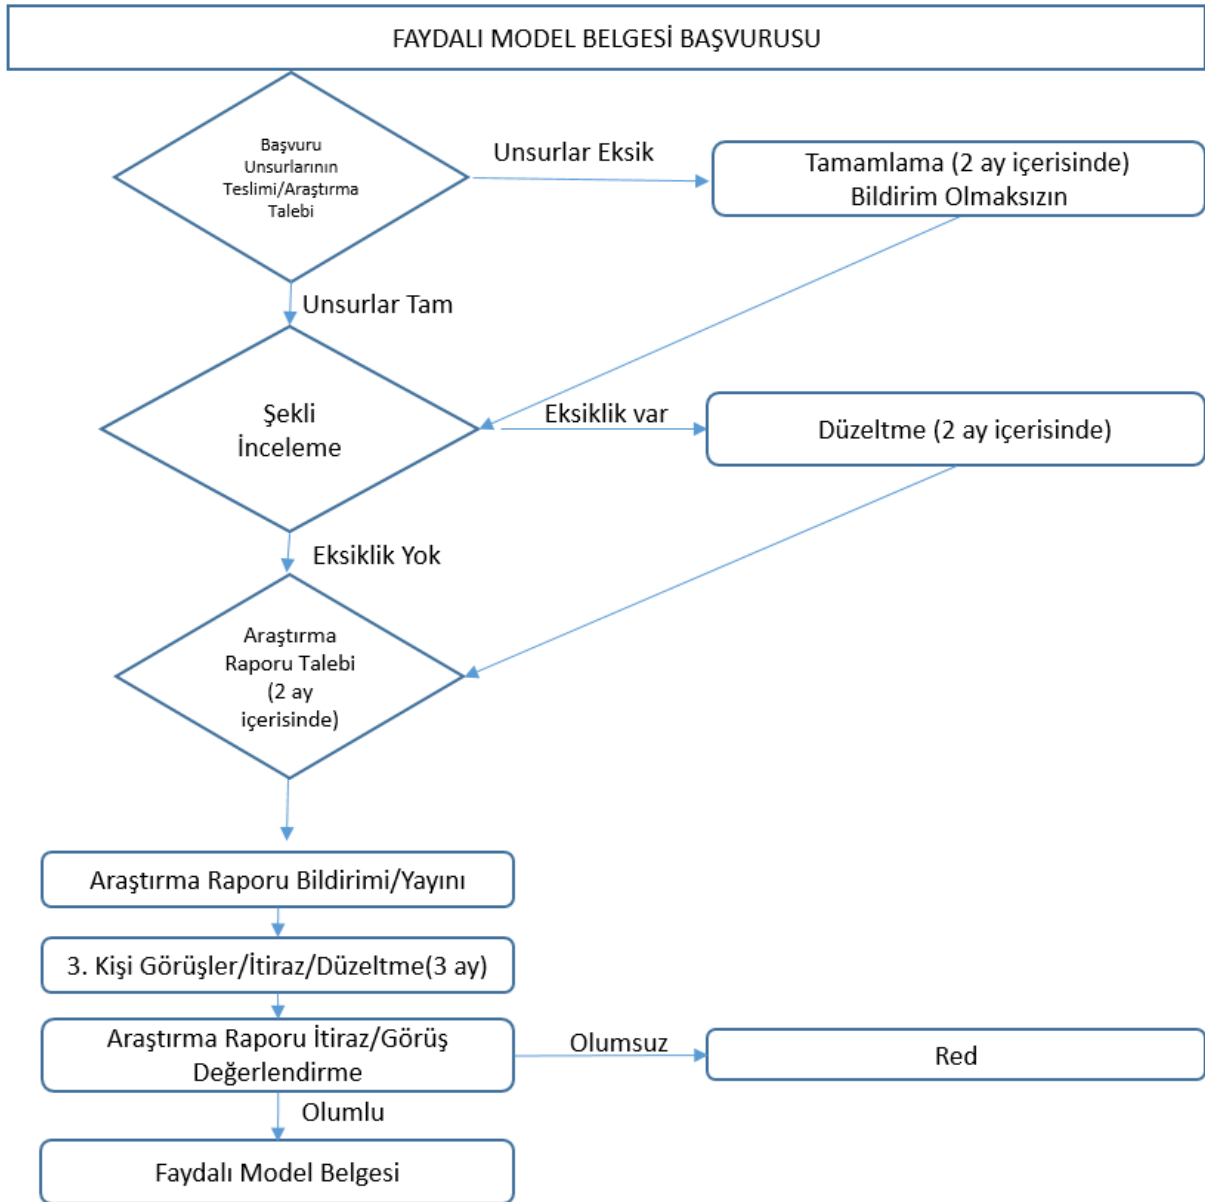 FAYDALI MODEL BELGESİ BAŞVURUSU
Başvuru
Unsurlarının
Teslimi/Araştırma
Talebi
Unsurlar Eksik
Tamamlama (2 ay içerisinde)
Bildirim Olmaksızın
Unsurlar Tam
Şekli
İnceleme
Eksiklik var
Düzeltme (2 ay içerisinde)
Eksiklik Yok
Araştırma
Raporu Talebi
(2 ay
içerisinde)
Araştırma Raporu Bildirimi/Yayını
3. Kişi Görüşler/İtiraz/Düzeltme(3 ay)
Araştırma Raporu İtiraz/Görüş
Değerlendirme
Olumsuz
Red
Olumlu
Faydalı Model Belgesi